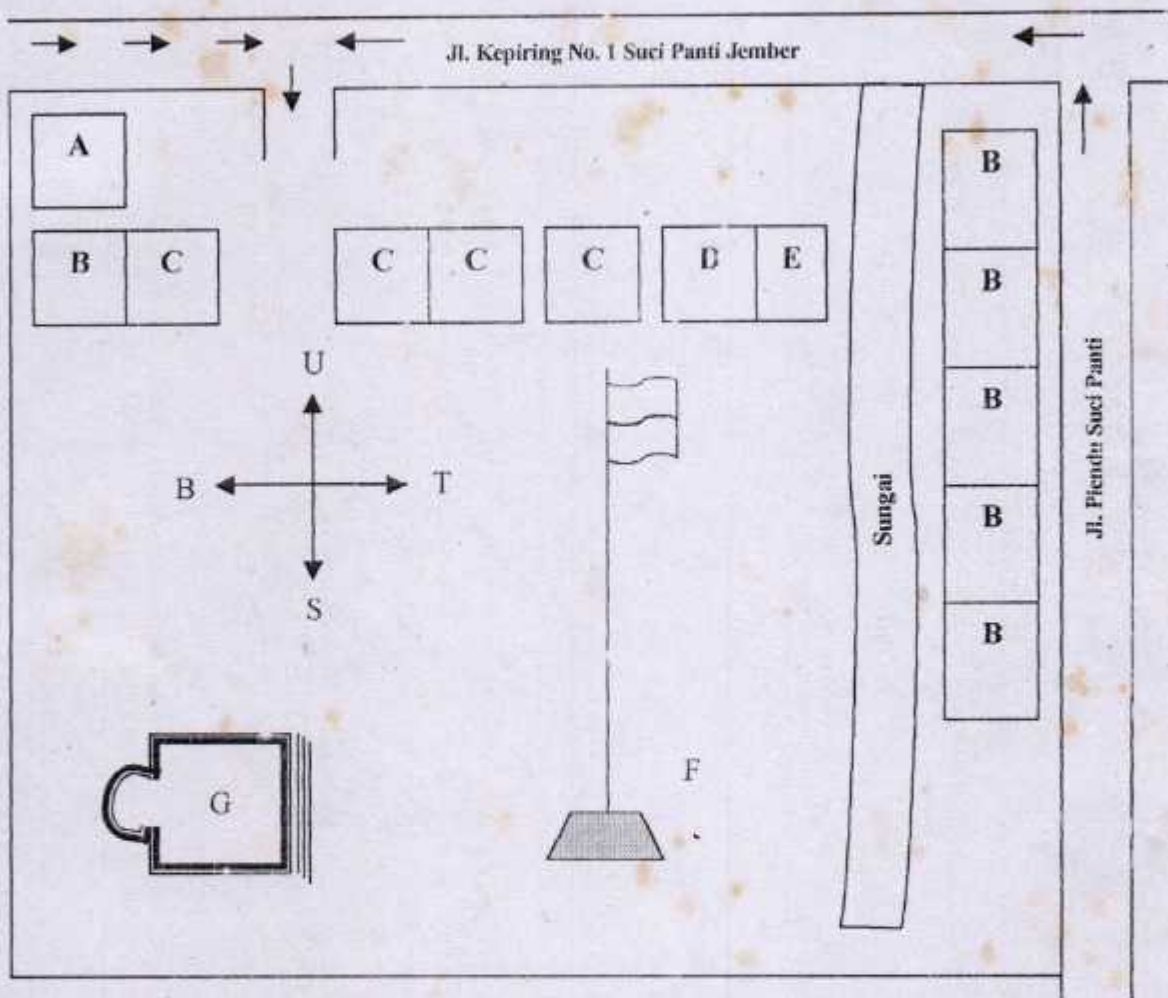 Jl. Kepiring No. 1 Suci Panti Jember
A
B C C C C D E
B
B
B
B
B
U
B T
S
Sungai
Jl. Piendu Suci Panti
F
G